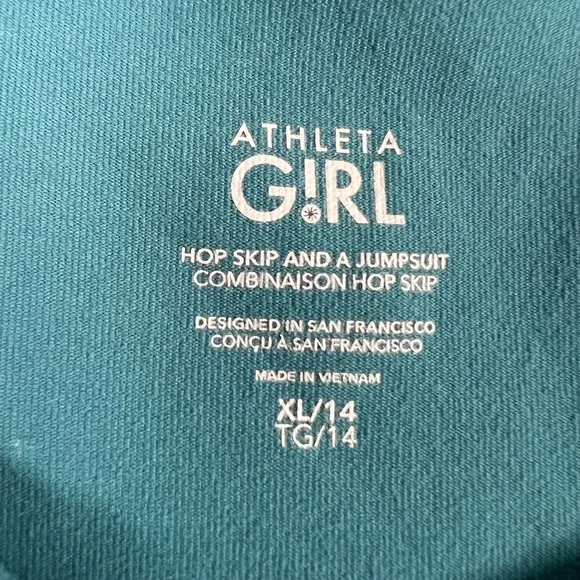 ATHLETA
G!RL
HOP SKIP AND A JUMPSUIT
COMBINAISON HOP SKIP
DESIGNED IN SAN FRANCISCO
CONÇU À SAN FRANCISCO
MADE IN VIETNAM
XL/14
TG/14